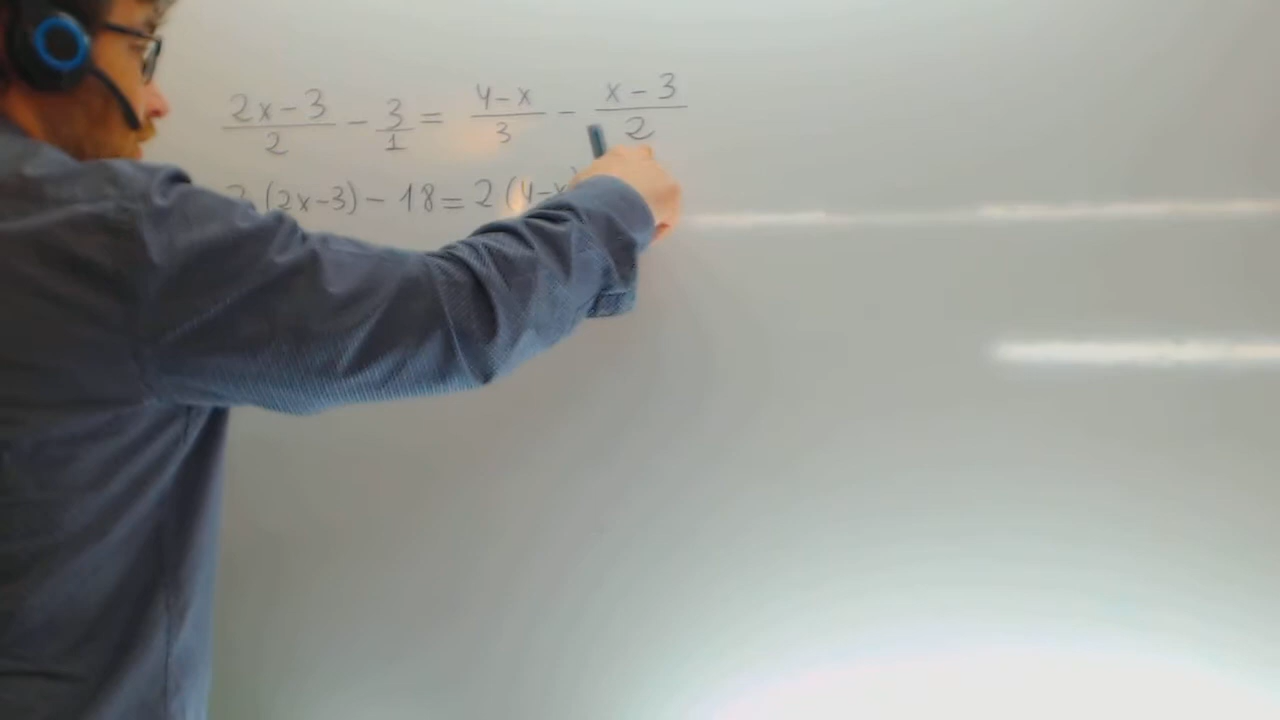 2x-3/2 - 3/1 = 4-x/3 - x-3/2
(2x-3) - 18 = 2 (4-x